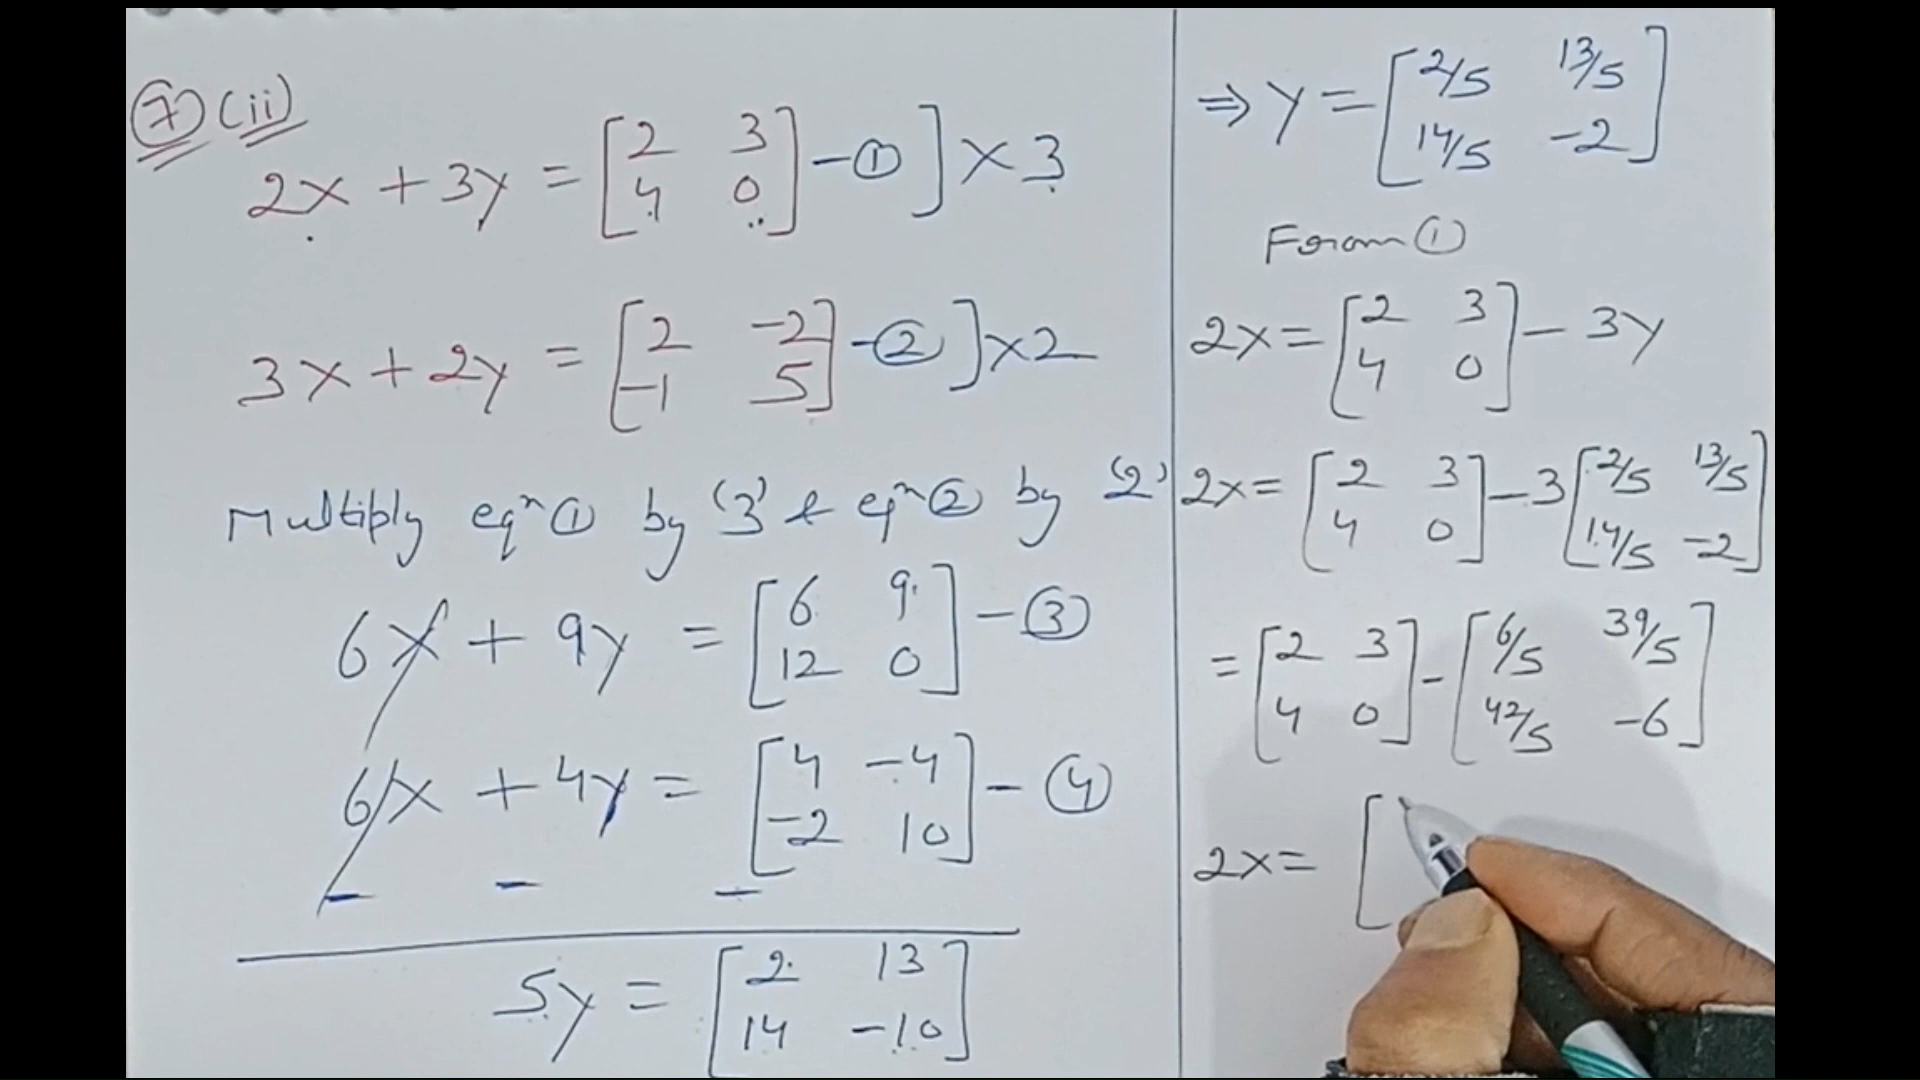 7 (ii)
2x + 3y = [2 3] - ① ] × 3
[4 0]
3x + 2y = [2 -2] - ② ] × 2
[-1 5]
Multiply eqⁿ ① by '3' & eqⁿ ② by '2'
6x + 9y = [6 9] - ③
[12 0]
6x + 4y = [4 -4] - ④
[-2 10]
- - -
5y = [2 13]
[14 -10]
⇒ y = [2/5 13/5]
[14/5 -2]
From ①
2x = [2 3] - 3y
[4 0]
2x = [2 3] - 3 [2/5 13/5]
[4 0] [14/5 -2]
= [2 3] - [6/5 39/5]
[4 0] [42/5 -6]
2x = [